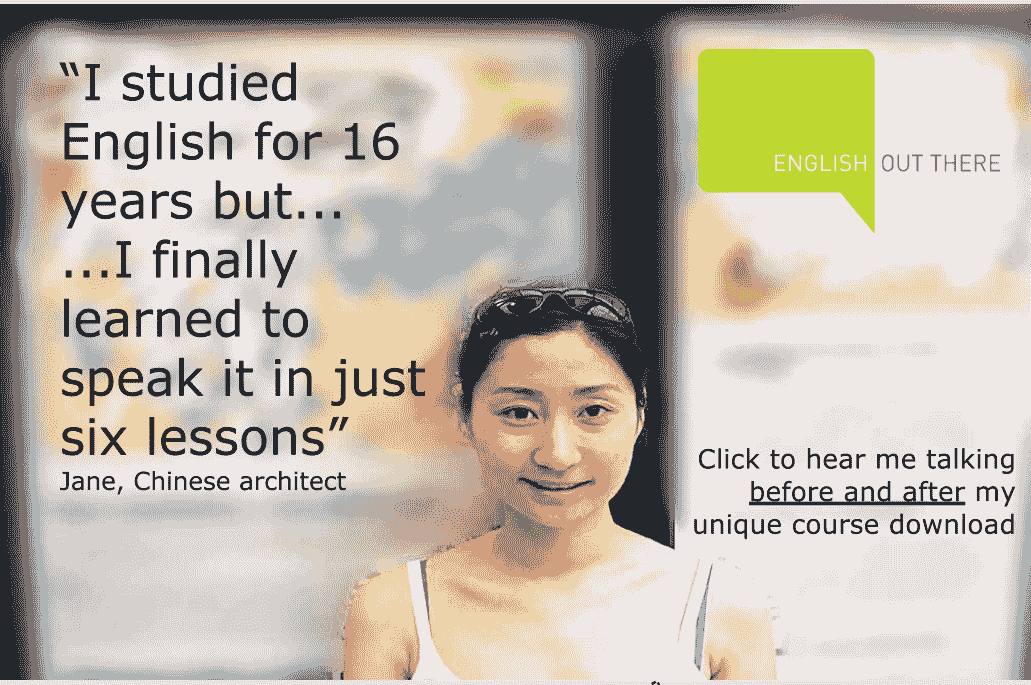 “I studied
English for 16
years but...
...I finally
learned to
speak it in just
six lessons”
Jane, Chinese architect
ENGLISH OUT THERE
Click to hear me talking
before and after my
unique course download